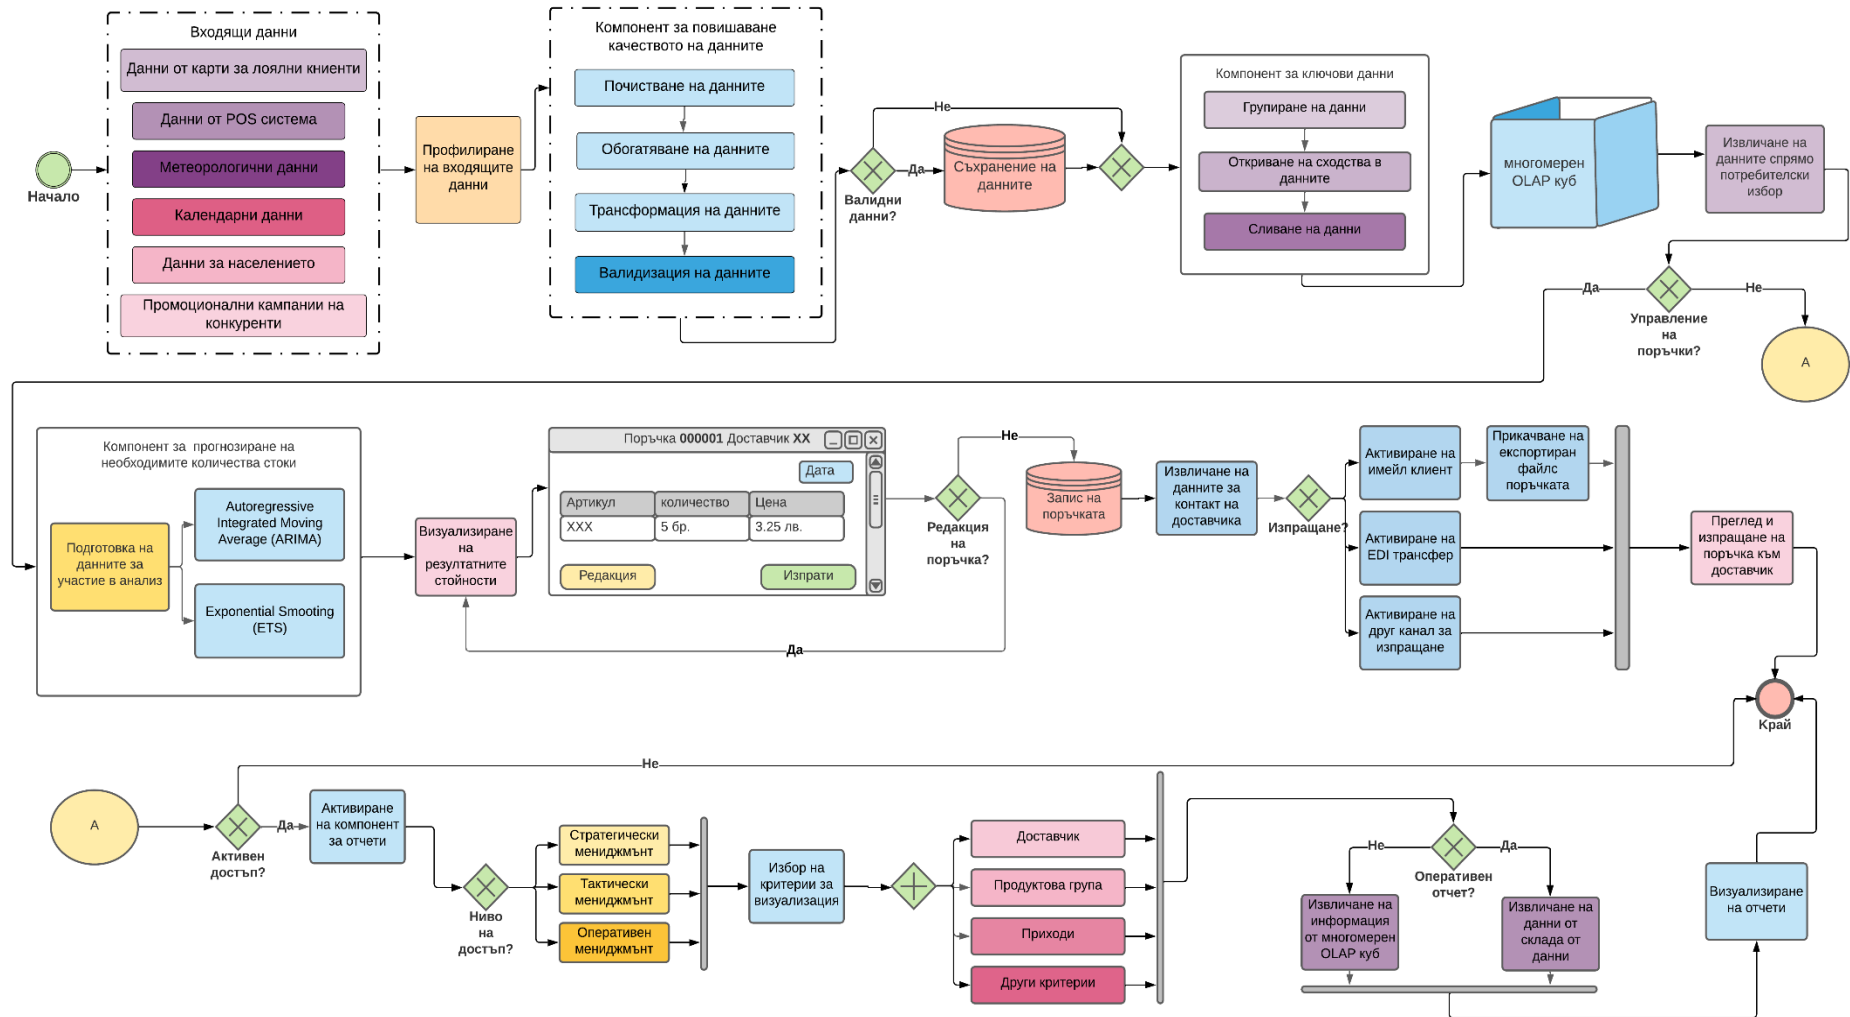 Начало
Входящи данни
Данни от карти за лоялни книенти
Данни от POS система
Метеорологични данни
Календарни данни
Данни за населението
Промоционални кампании на
конкуренти
Профилиране
на входящите
данни
Компонент за повишаване
качеството на данните
Почистване на данните
Обогатяване на данните
Трансформация на данните
Валидизация на данните
Валидни
данни?
Не
Да
Съхранение на
данните
Компонент за ключови данни
Групиране на данни
Откриване на сходства в
данните
Сливане на данни
многомерен
OLAP куб
Извличане на
данните спрямо
потребителски
избор
Да
Не
Управление
на
поръчки?
A
Компонент за прогнозиране на
необходимите количества стоки
Подготовка на
данните за
участие в анализ
Autoregressive
Integrated Moving
Average (ARIMA)
Exponential Smooting
(ETS)
Визуализиране
на
резултатните
стойности
Поръчка 000001 Доставчик XX
Дата
Артикул количество Цена
XXX 5 бр. 3.25 лв.
Редакция
Изпрати
Не
Редакция
на
поръчка?
Да
Запис на
поръчката
Извличане на
данните за
контакт на
доставчика
Изпращане?
Активиране на
имейл клиент
Прикачване на
експортиран
файлс
поръчката
Активиране на
EDI трансфер
Активиране на
друг канал за
изпращане
Преглед и
изпращане на
поръчка към
доставчик
Край
A
Не
Да
Активен
достъп?
Активиране
на компонент
за отчети
Ниво
на
достъп?
Стратегически
мениджмънт
Тактически
мениджмънт
Оперативен
мениджмънт
Избор на
критерии за
визуализация
Доставчик
Продуктова група
Приходи
Други критерии
Не
Да
Оперативен
отчет?
Извличане на
информация
от многомерен
OLAP куб
Извличане на
данни от
склада от
данни
Визуализиране
на отчети